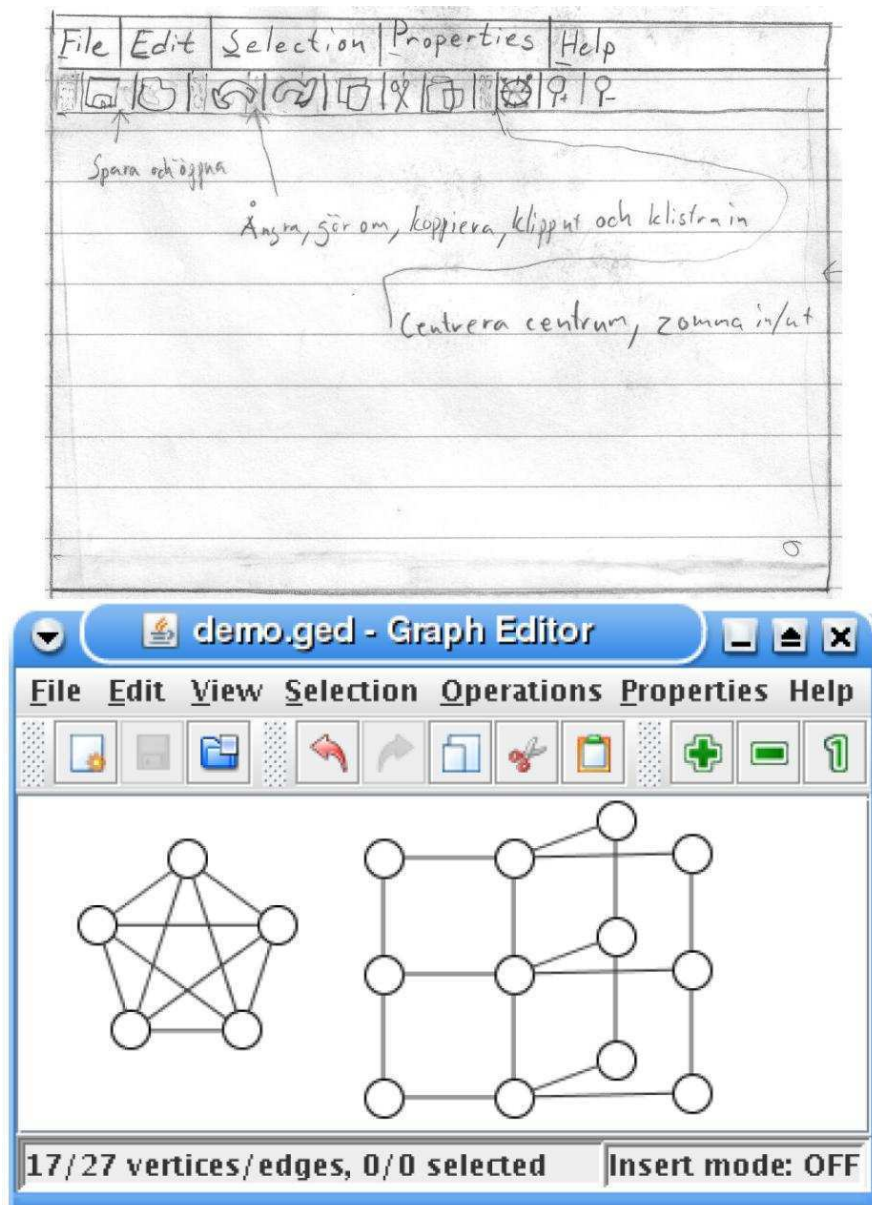 File Edit Selection Properties Help
Spara och öppna
Ångra, gör om, koppiera, klipp ut och klistra in
Centrera centrum, zomma in/ut
demo.ged - Graph Editor
File Edit View Selection Operations Properties Help
1
17/27 vertices/edges, 0/0 selected Insert mode: OFF